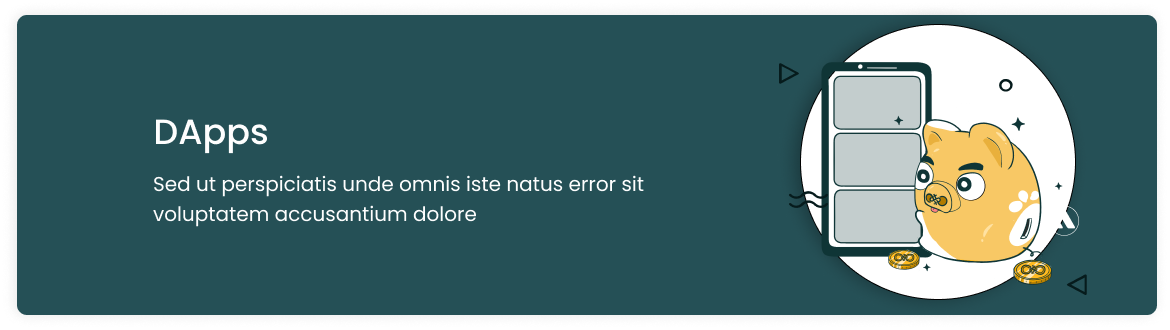 DApps
Sed ut perspiciatis unde omnis iste natus error sit
voluptatem accusantium dolore